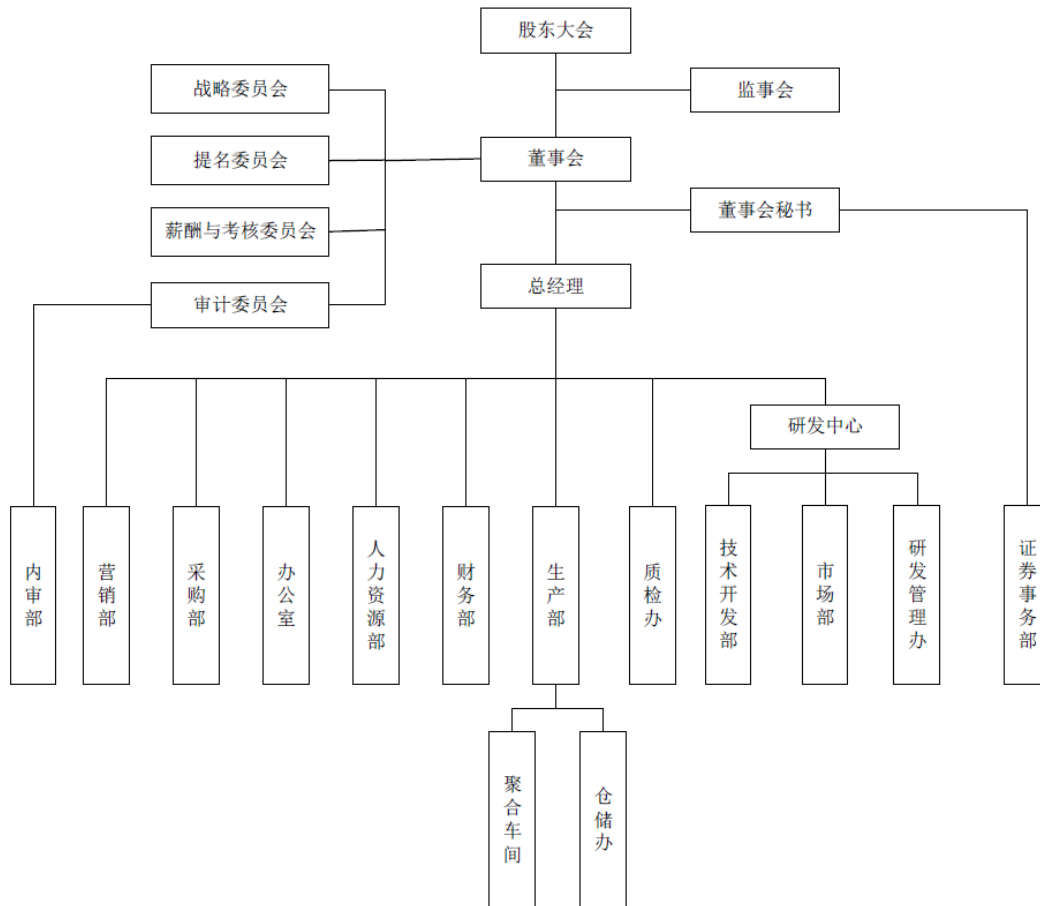 股东大会
战略委员会
监事会
提名委员会
董事会
董事会秘书
薪酬与考核委员会
总经理
审计委员会
研发中心
内审部
营销部
采购部
办公室
人力资源部
财务部
生产部
质检办
技术开发部
市场部
研发管理办
证券事务部
聚合车间
仓储办